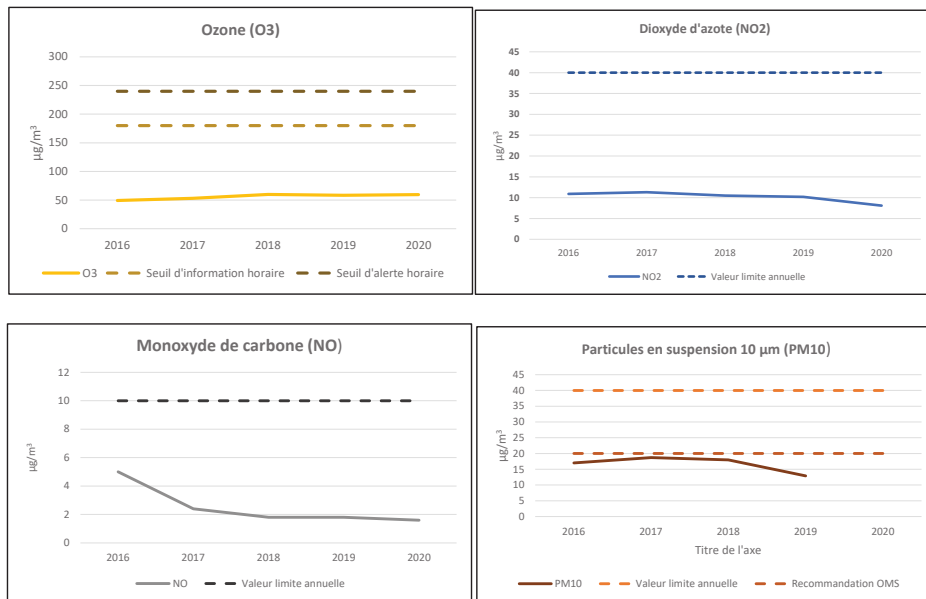 Ozone (O3)
300
250
200
150
100
50
0
µg/m³
2016 2017 2018 2019 2020
O3 Seuil d'information horaire Seuil d'alerte horaire
Dioxyde d'azote (NO2)
45
40
35
30
25
20
15
10
5
0
µg/m³
2016 2017 2018 2019 2020
NO2 Valeur limite annuelle
Monoxyde de carbone (NO)
12
10
8
6
4
2
0
µg/m³
2016 2017 2018 2019 2020
NO Valeur limite annuelle
Particules en suspension 10 µm (PM10)
45
40
35
30
25
20
15
10
5
0
µg/m³
2016 2017 2018 2019 2020
Titre de l'axe
PM10 Valeur limite annuelle Recommandation OMS